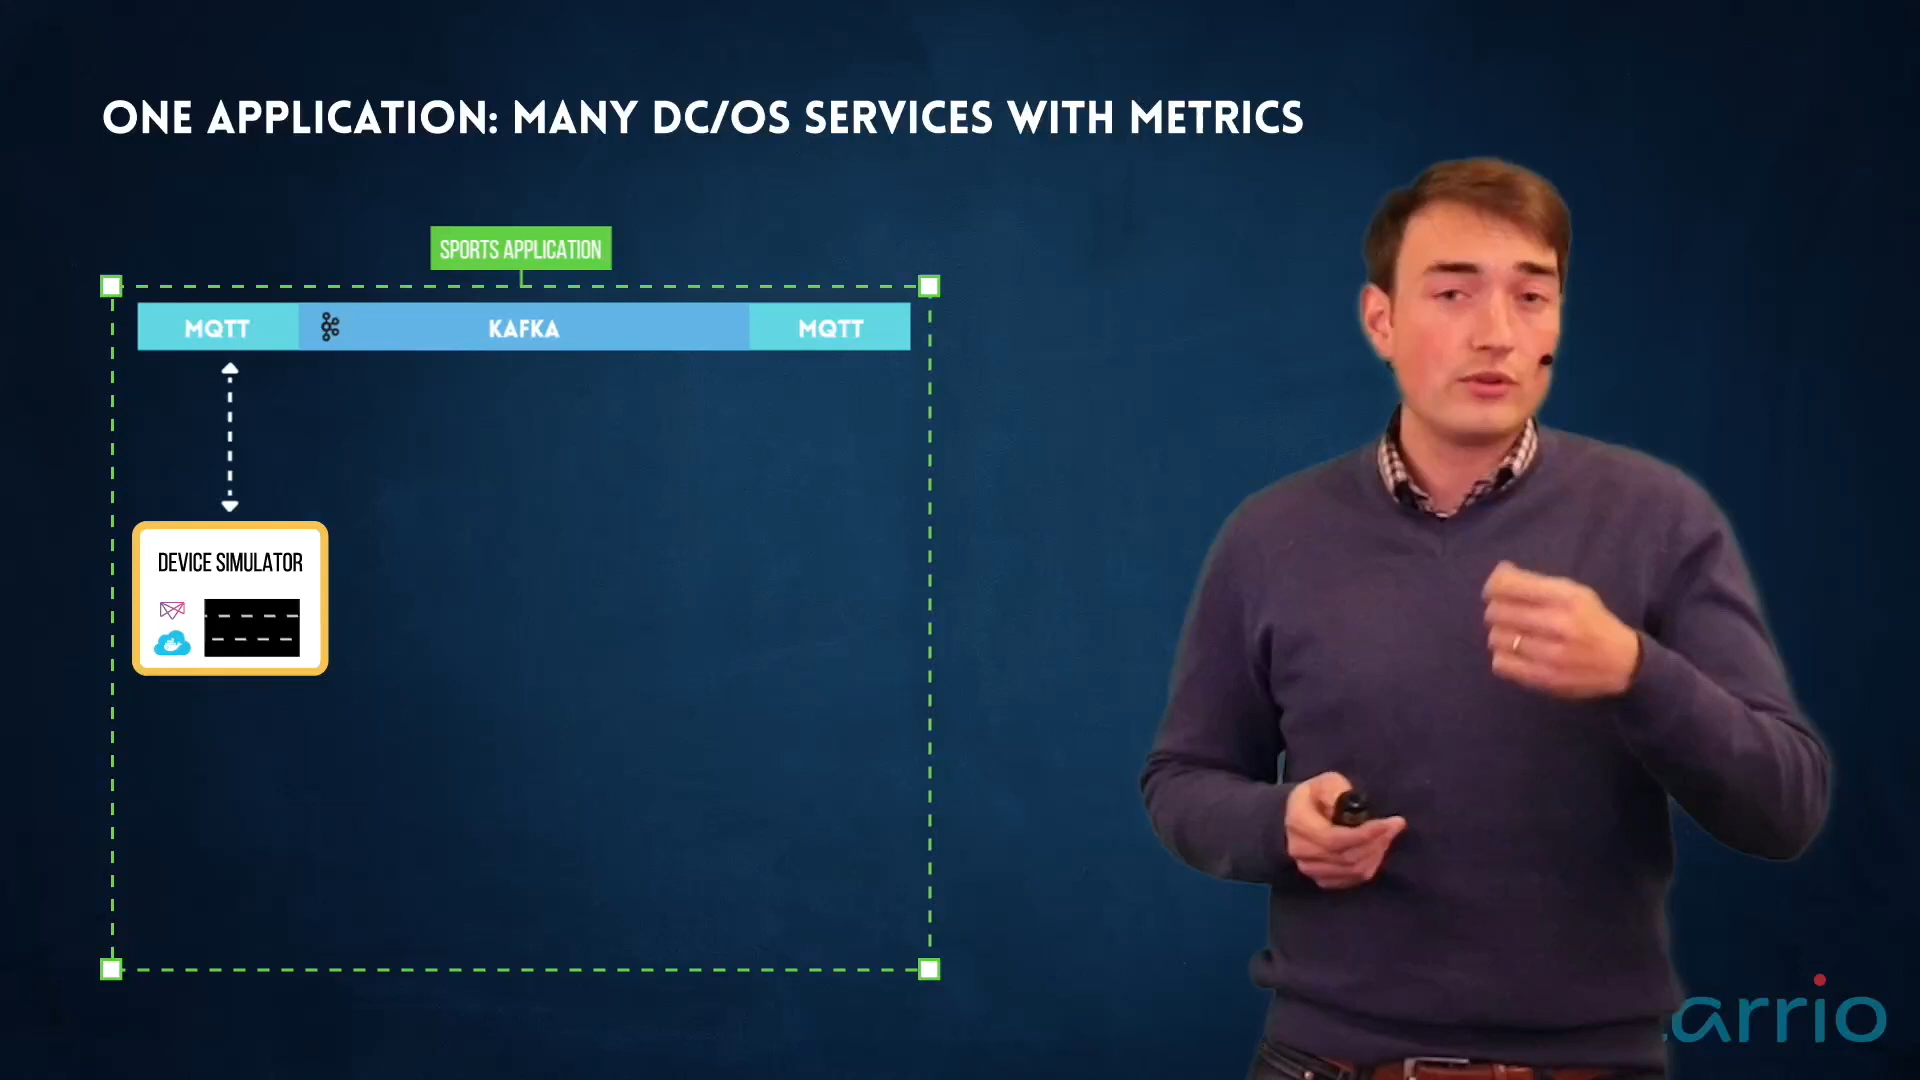 ONE APPLICATION: MANY DC/OS SERVICES WITH METRICS
SPORTS APPLICATION
MQTT
KAFKA
MQTT
DEVICE SIMULATOR
arrio